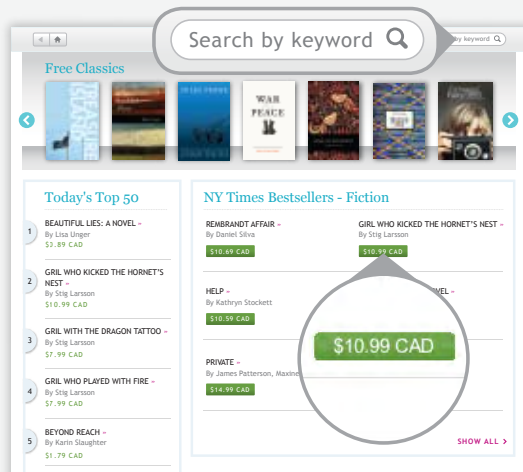 Search by keyword
by keyword
Free Classics
TREASURE
ISLAND
WAR
PEACE
Today's Top 50
1
BEAUTIFUL LIES: A NOVEL –
By Lisa Unger
$2.89 CAD
2
GRIL WHO KICKED THE HORNET'S
NEST –
By Stig Larsson
$10.99 CAD
3
GRIL WITH THE DRAGON TATTOO –
By Stig Larsson
$7.99 CAD
4
GRIL WHO PLAYED WITH FIRE –
By Stig Larsson
$7.99 CAD
5
BEYOND REACH –
By Karin Slaughter
$1.79 CAD
NY Times Bestsellers - Fiction
REMBRANDT AFFAIR –
By Daniel Silva
$10.69 CAD
GIRL WHO KICKED THE HORNET'S NEST –
By Stig Larsson
$10.99 CAD
HELP –
By Kathryn Stockett
$10.59 CAD
VEL –
$10.99 CAD
PRIVATE –
By James Patterson, Maxine
$14.99 CAD
SHOW ALL >